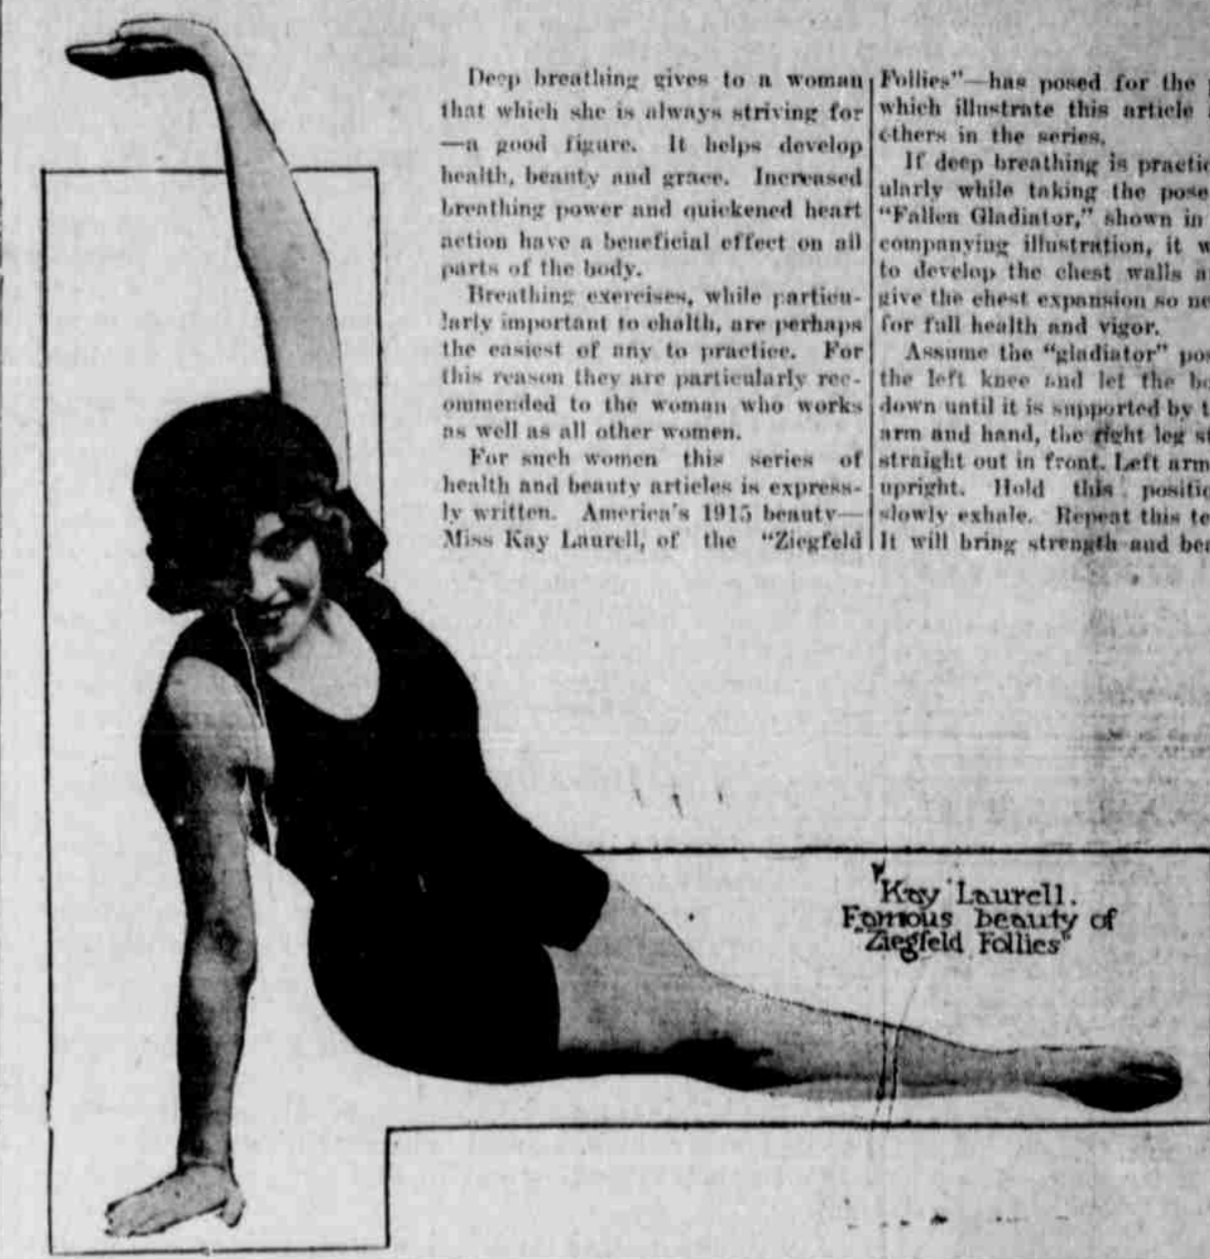 Deep breathing gives to a woman
that which she is always striving for
—a good figure. It helps develop
health, beauty and grace. Increased
breathing power and quickened heart
action have a beneficial effect on all
parts of the body.
Breathing exercises, while particu-
larly important to ehalth, are perhaps
the easiest of any to practice. For
this reason they are particularly rec-
ommended to the woman who works
as well as all other women.
For such women this series of
health and beauty articles is express-
ly written. America's 1915 beauty—
Miss Kay Laurell, of the "Ziegfeld
Follies"—has posed for the
which illustrate this article
others in the series.
If deep breathing is practic
ularly while taking the pose
"Fallen Gladiator," shown in
companying illustration, it w
to develop the chest walls a
give the chest expansion so ne
for full health and vigor.
Assume the "gladiator" pos
the left knee and let the bo
down until it is supported by t
arm and hand, the right leg st
straight out in front. Left arm
upright. Hold this positio
slowly exhale. Repeat this te
It will bring strength and bea
Kay Laurell.
Famous beauty of
"Ziegfeld Follies"